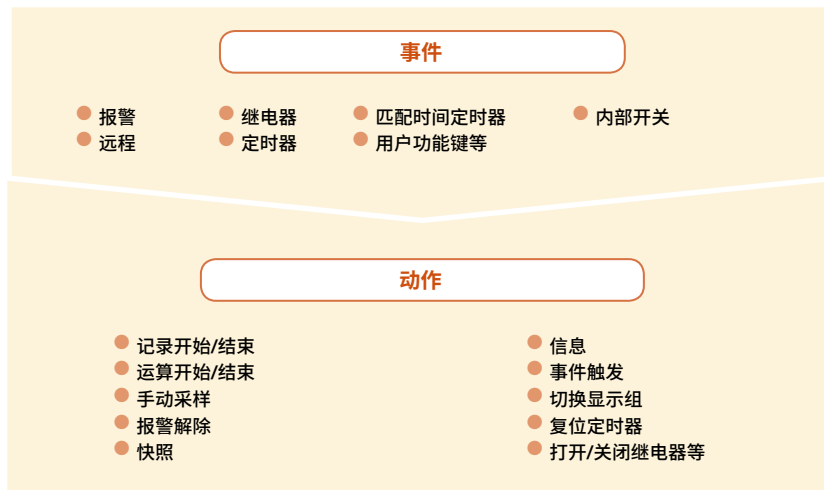 事件
报警
继电器
匹配时间定时器
内部开关
远程
定时器
用户功能键等
动作
记录开始/结束
运算开始/结束
手动采样
报警解除
快照
信息
事件触发
切换显示组
复位定时器
打开/关闭继电器等